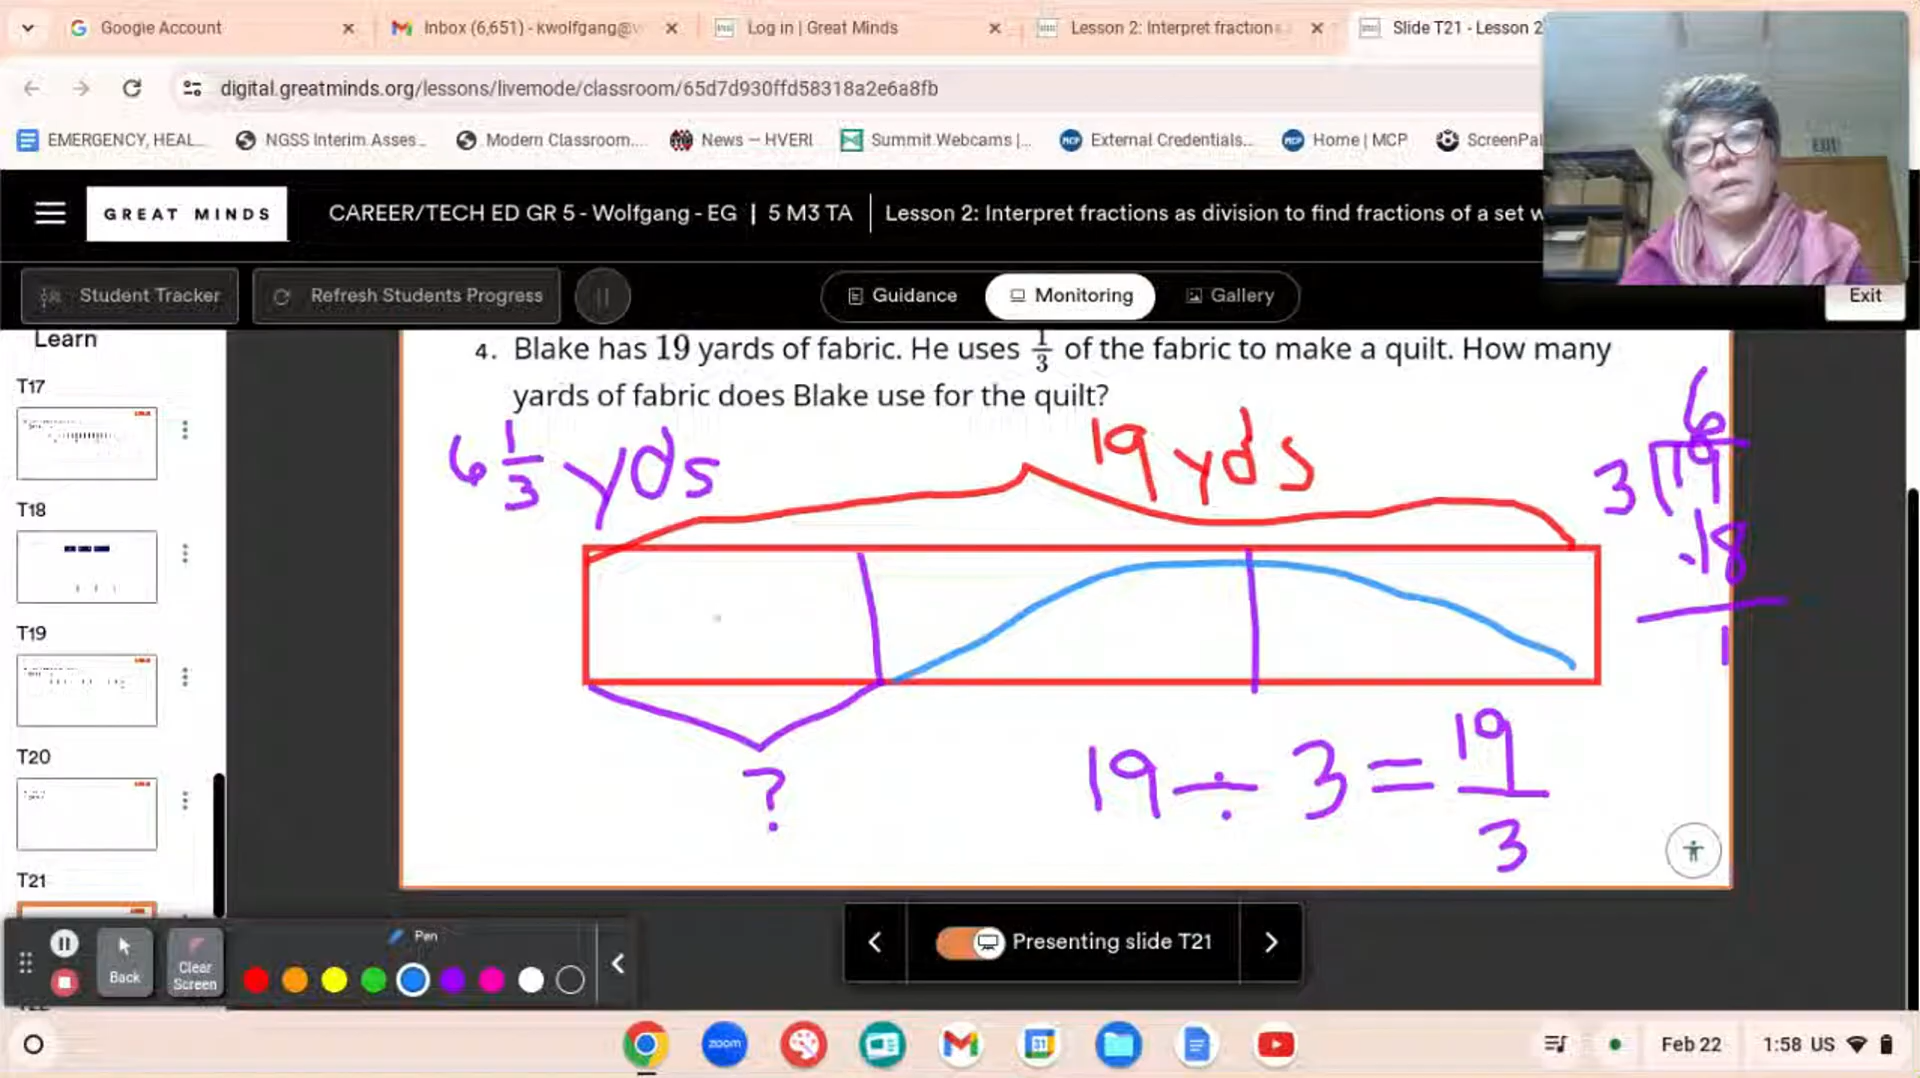 Google Account
Inbox (6,651) - kwolfgang@
Log in | Great Minds
Lesson 2: Interpret fractions
Slide T21 - Lesson 2
digital.greatminds.org/lessons/livemode/classroom/65d7d930ffd58318a2e6a8fb
EMERGENCY, HEAL...
NGSS Interim Asses...
Modern Classroom....
News — HVERI
Summit Webcams |...
External Credentials...
Home | MCP
ScreenPal
EXIT
GREAT MINDS
CAREER/TECH ED GR 5 - Wolfgang - EG | 5 M3 TA
Lesson 2: Interpret fractions as division to find fractions of a set w
Student Tracker
Refresh Students Progress
Guidance
Monitoring
Gallery
Exit
Learn
T17
T18
T19
T20
T21
4. Blake has 19 yards of fabric. He uses 1/3 of the fabric to make a quilt. How many
yards of fabric does Blake use for the quilt?
6 1/3 yds
19 yds
6
3 19
-18
1
?
19 ÷ 3 = 19/3
Pen
Back
Clear
Screen
Presenting slide T21
zoom
31
Feb 22
1:58 US